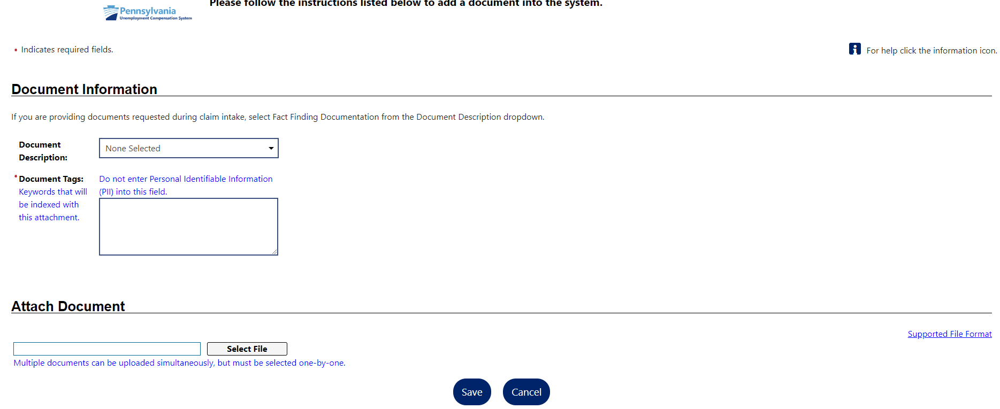 Please follow the instructions listed below to add a document into the system.
Pennsylvania
Unemployment Compensation System
* Indicates required fields.
For help click the information icon.
Document Information
If you are providing documents requested during claim intake, select Fact Finding Documentation from the Document Description dropdown.
Document
Description:
None Selected
* Document Tags:
Keywords that will
be indexed with
this attachment.
Do not enter Personal Identifiable Information
(PII) into this field.
Attach Document
Supported File Format
Select File
Multiple documents can be uploaded simultaneously, but must be selected one-by-one.
Save
Cancel